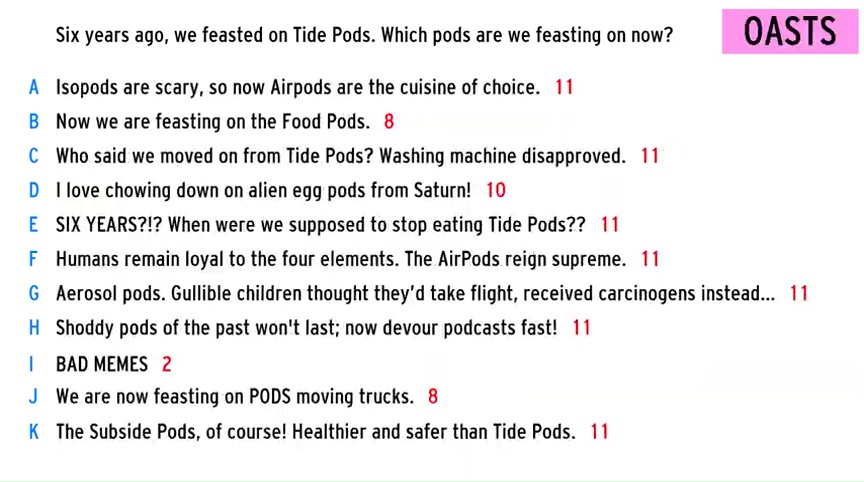 Six years ago, we feasted on Tide Pods. Which pods are we feasting on now?
OASTS
A Isopods are scary, so now Airpods are the cuisine of choice. 11
B Now we are feasting on the Food Pods. 8
C Who said we moved on from Tide Pods? Washing machine disapproved. 11
D I love chowing down on alien egg pods from Saturn! 10
E SIX YEARS?!? When were we supposed to stop eating Tide Pods?? 11
F Humans remain loyal to the four elements. The AirPods reign supreme. 11
G Aerosol pods. Gullible children thought they’d take flight, received carcinogens instead... 11
H Shoddy pods of the past won't last; now devour podcasts fast! 11
I BAD MEMES 2
J We are now feasting on PODS moving trucks. 8
K The Subside Pods, of course! Healthier and safer than Tide Pods. 11